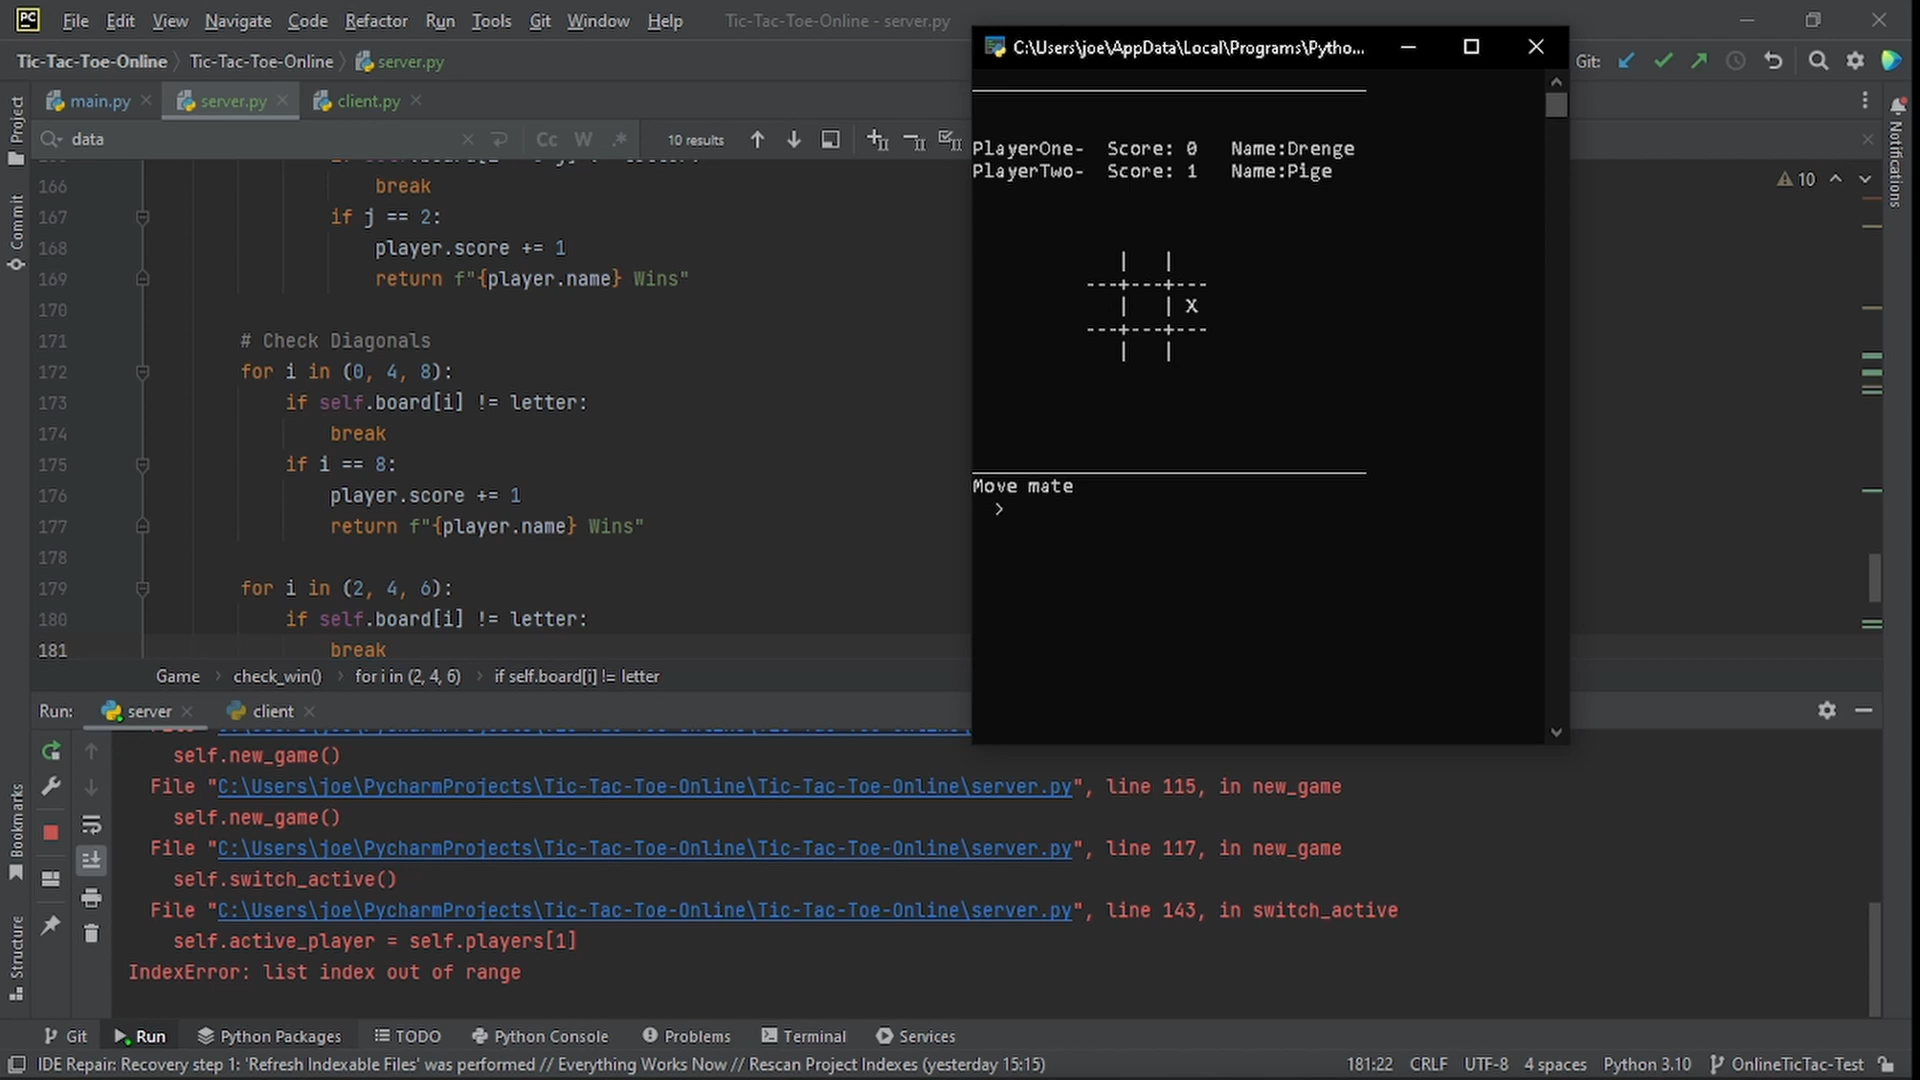 PC File Edit View Navigate Code Refactor Run Tools Git Window Help Tic-Tac-Toe-Online - server.py
Tic-Tac-Toe-Online Tic-Tac-Toe-Online server.py
Git:
main.py server.py client.py
data Cc W .* 10 results
166 break
167 if j == 2:
168 player.score += 1
169 return f"{player.name} Wins"
170
171 # Check Diagonals
172 for i in (0, 4, 8):
173 if self.board[i] != letter:
174 break
175 if i == 8:
176 player.score += 1
177 return f"{player.name} Wins"
178
179 for i in (2, 4, 6):
180 if self.board[i] != letter:
181 break
10
Game check_win() for i in (2, 4, 6) if self.board[i] != letter
C:\Users\joe\AppData\Local\Programs\Pytho...
PlayerOne- Score: 0 Name:Drenge
PlayerTwo- Score: 1 Name:Pige
| |
---+---+---
| | X
---+---+---
| |
Move mate
>
Run: server client
self.new_game()
File "C:\Users\joe\PycharmProjects\Tic-Tac-Toe-Online\Tic-Tac-Toe-Online\server.py", line 115, in new_game
self.new_game()
File "C:\Users\joe\PycharmProjects\Tic-Tac-Toe-Online\Tic-Tac-Toe-Online\server.py", line 117, in new_game
self.switch_active()
File "C:\Users\joe\PycharmProjects\Tic-Tac-Toe-Online\Tic-Tac-Toe-Online\server.py", line 143, in switch_active
self.active_player = self.players[1]
IndexError: list index out of range
Project
Commit
Bookmarks
Structure
Notifications
Git Run Python Packages TODO Python Console Problems Terminal Services
IDE Repair: Recovery step 1: 'Refresh Indexable Files' was performed // Everything Works Now // Rescan Project Indexes (yesterday 15:15) 181:22 CRLF UTF-8 4 spaces Python 3.10 OnlineTicTac-Test